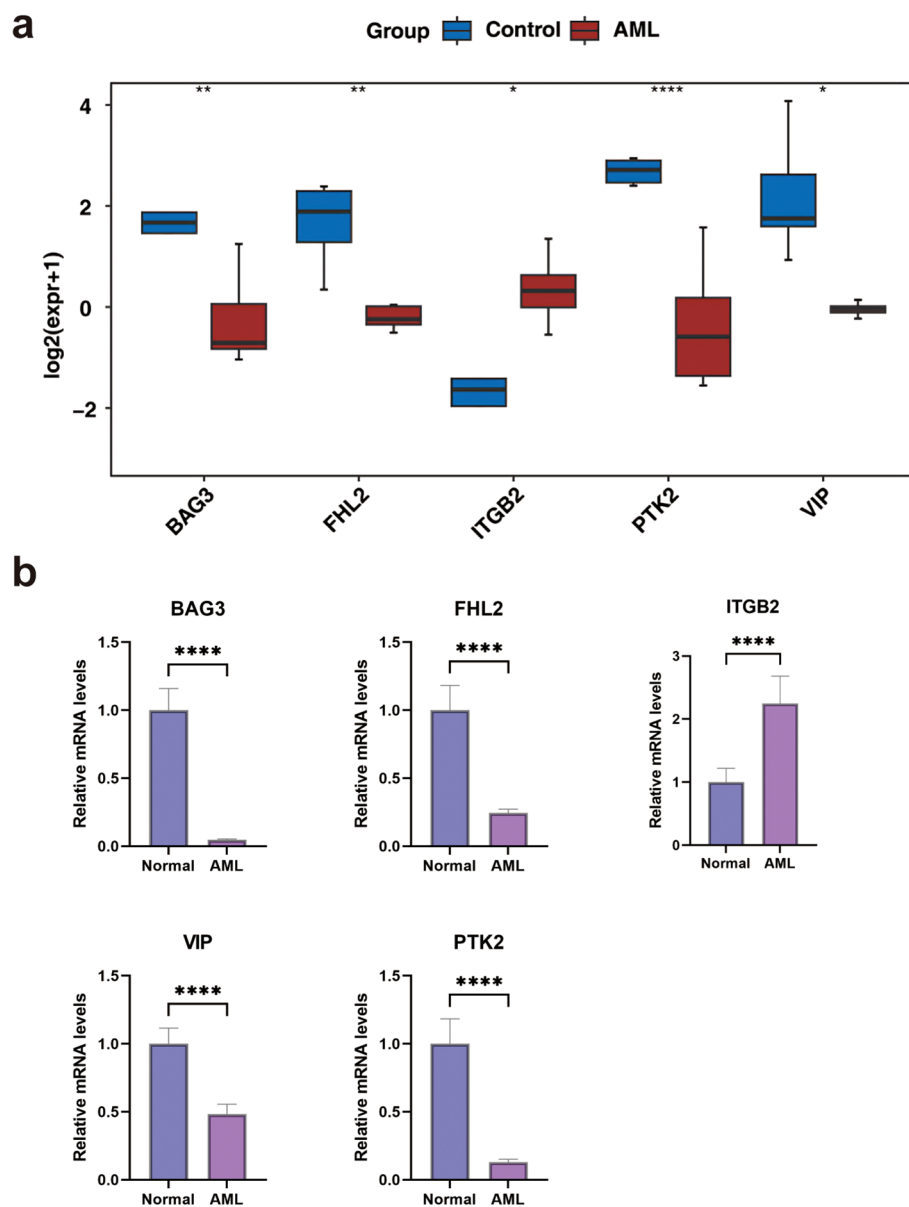 a
Group Control AML
** ** * **** *
log2(expr+1)
4
2
0
−2
BAG3 FHL2 ITGB2 PTK2 VIP
b
BAG3
Relative mRNA levels
1.5
1.0
0.5
0.0
****
Normal AML
FHL2
Relative mRNA levels
1.5
1.0
0.5
0.0
****
Normal AML
ITGB2
Relative mRNA levels
3
2
1
0
****
Normal AML
VIP
Relative mRNA levels
1.5
1.0
0.5
0.0
****
Normal AML
PTK2
Relative mRNA levels
1.5
1.0
0.5
0.0
****
Normal AML